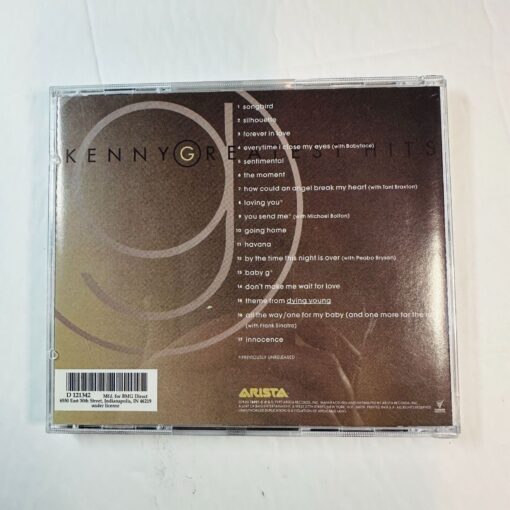 1 songbird
2 silhouette
3 forever in love
KENNY G GREATEST HITS
4 everytime i close my eyes (with Babyface)
5 sentimental
6 the moment
7 how could an angel break my heart (with Toni Braxton)
8 loving you*
9 you send me* (with Michael Bolton)
10 going home
11 havana
12 by the time this night is over (with Peabo Bryson)
13 baby g*
14 don't make me wait for love
15 theme from dying young
16 all the way/one for my baby (and one more for the
(with Frank Sinatra)
17 innocence
*PREVIOUSLY UNRELEASED
ARISTA
D 121342 Mfd. for BMG Direct
6550 East 30th Street, Indianapolis, IN 46219
under license